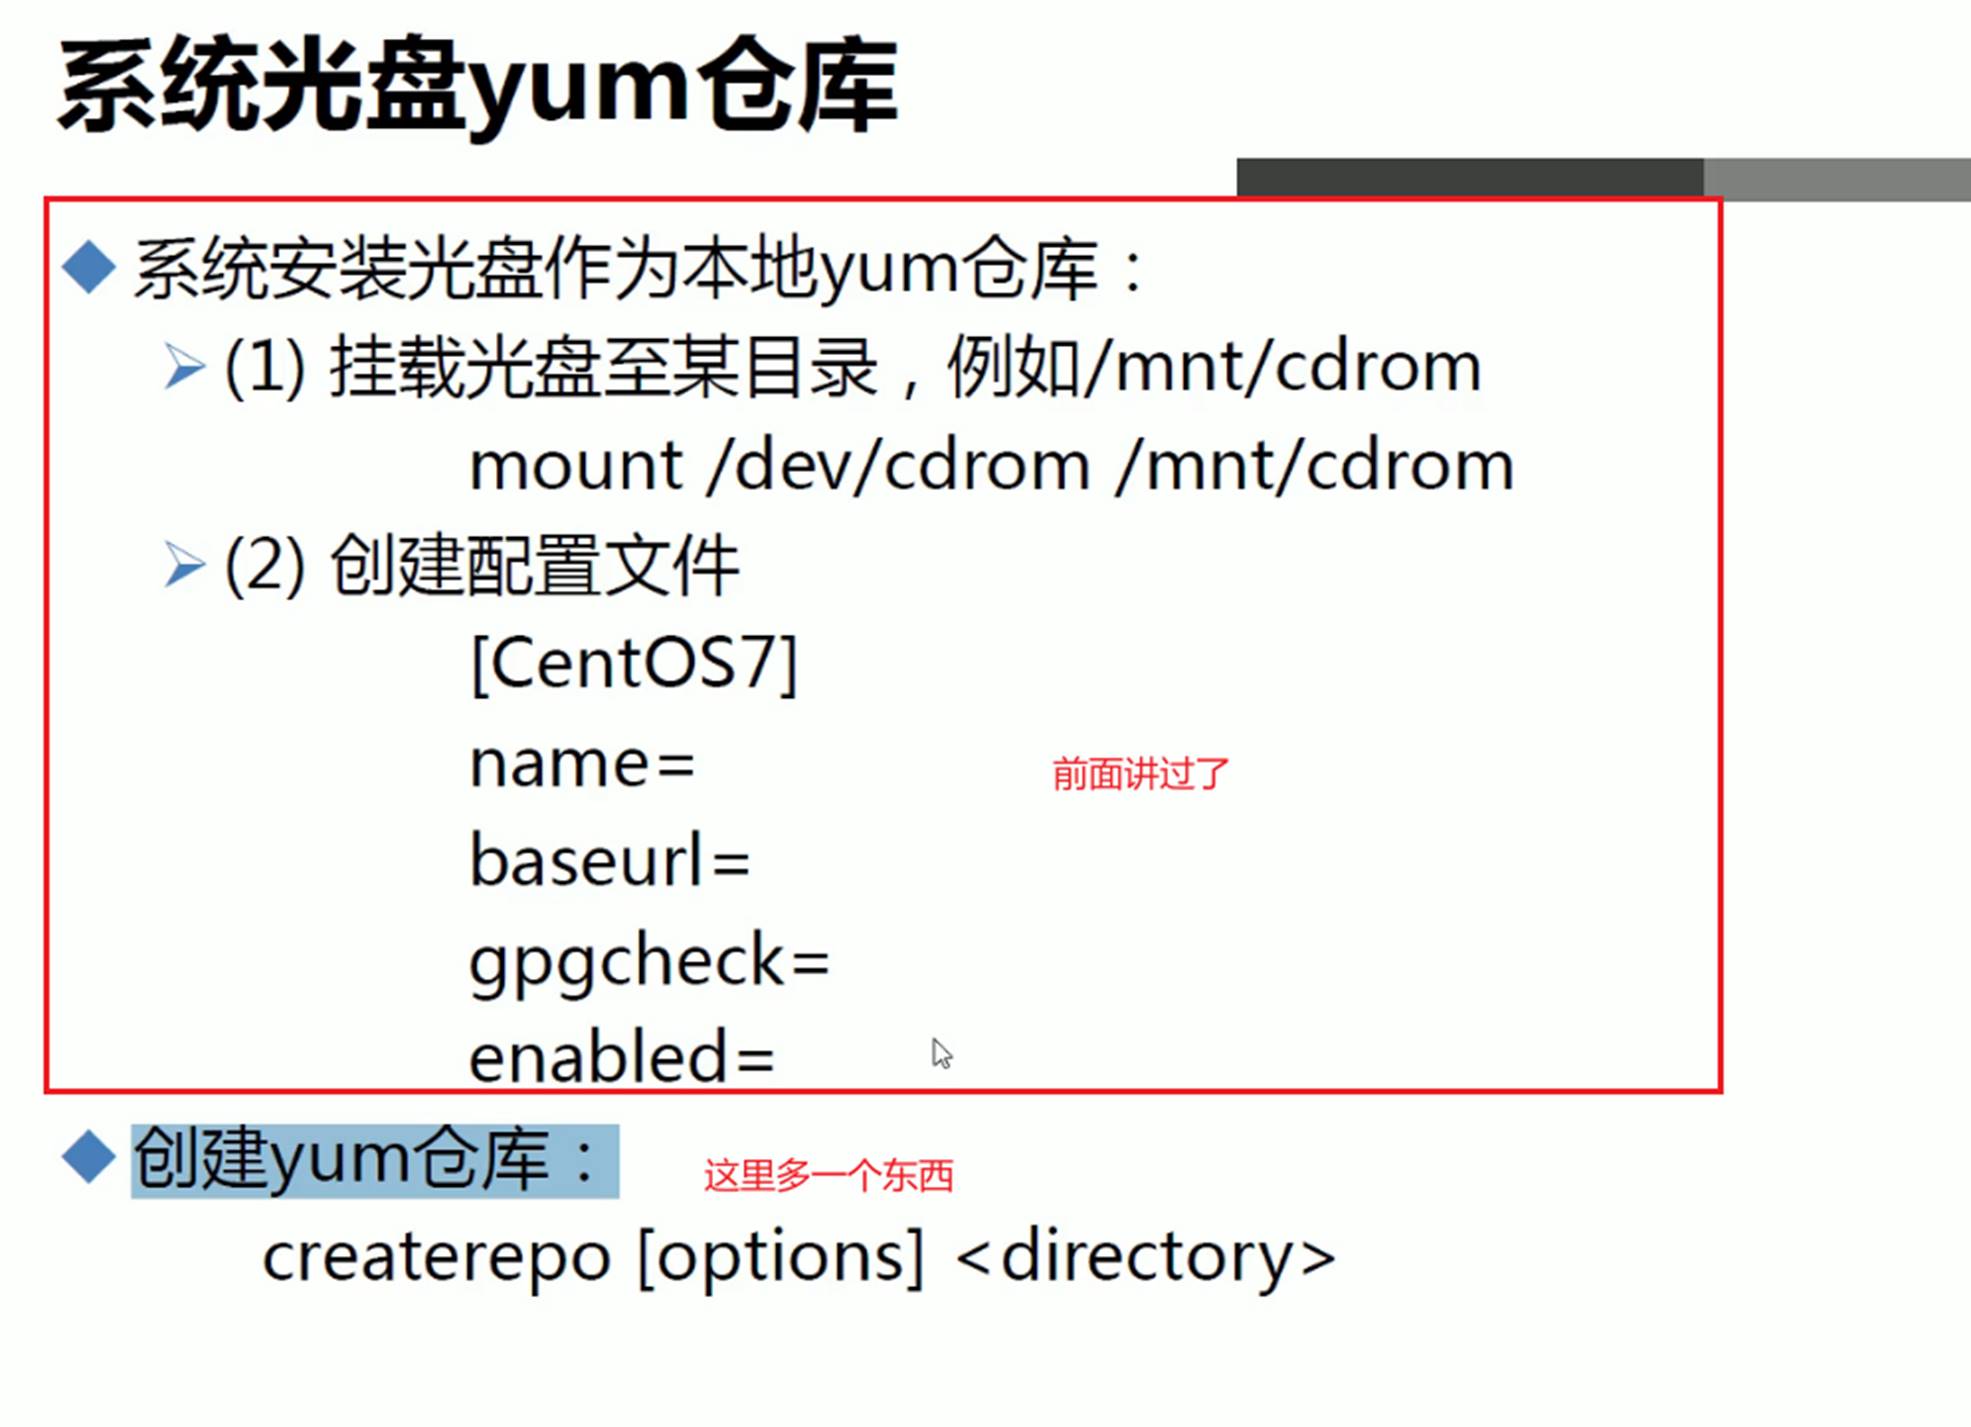 系统光盘yum仓库
系统安装光盘作为本地yum仓库：
(1) 挂载光盘至某目录，例如/mnt/cdrom
mount /dev/cdrom /mnt/cdrom
(2) 创建配置文件
[CentOS7]
name=
前面讲过了
baseurl=
gpgcheck=
enabled=
创建yum仓库：
这里多一个东西
createrepo [options] <directory>